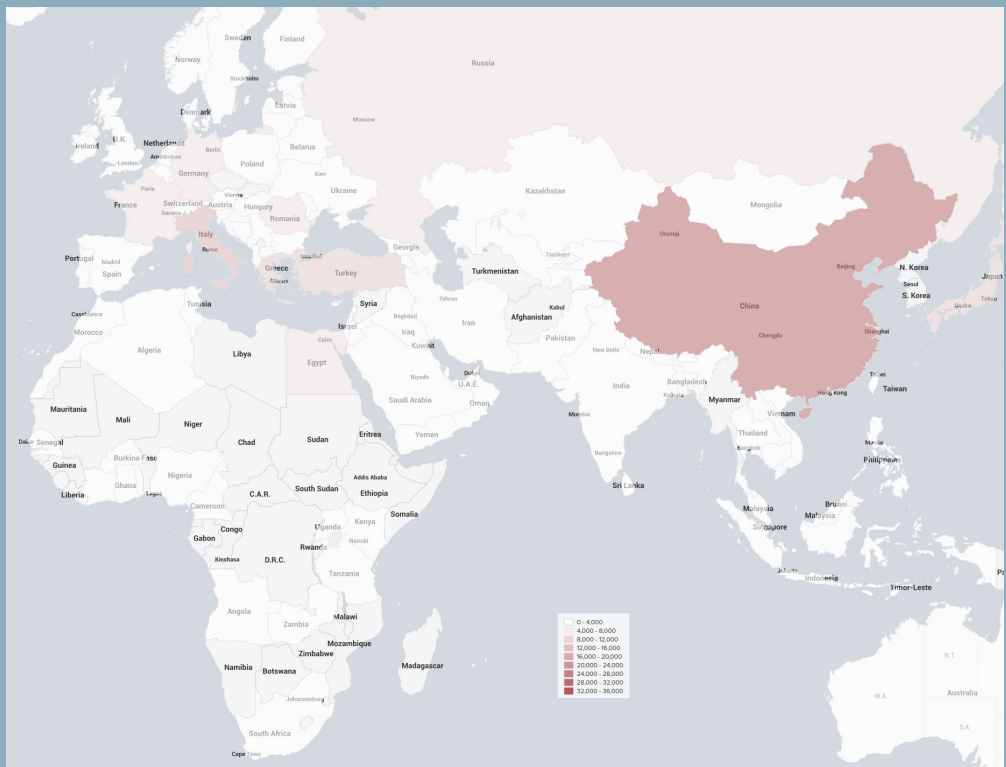 Sweden
Finland
Norway
Russia
Stockholm
Latvia
Denmark
Moscow
U.K.
Ireland
Netherlands
Berlin
Belarus
Amsterdam
London
Poland
Germany
Kiev
Paris
Ukraine
Vienna
Kazakhstan
France
Switzerland
Austria
Hungary
Mongolia
Geneva
Romania
Italy
Urumqi
Georgia
Rome
Istanbul
Tashkent
Portugal
Madrid
Greece
Beijing
N. Korea
Spain
Turkey
Turkmenistan
Japan
Athens
Seoul
S. Korea
Tokyo
Tunisia
Syria
Tehran
Kabul
China
Osaka
Casablanca
Afghanistan
Morocco
Israel
Baghdad
Iran
Chengdu
Shanghai
Iraq
Pakistan
Cairo
Kuwait
Algeria
Libya
New Delhi
Nepal
Egypt
Dubai
Taipei
Riyadh
U.A.E.
India
Bangladesh
Taiwan
Saudi Arabia
Kolkata
Hong Kong
Oman
Myanmar
Mauritania
Mumbai
Vietnam
Mali
Niger
Yemen
Thailand
Chad
Sudan
Eritrea
Dakar
Senegal
Manila
Bangkok
Bangalore
Burkina Faso
Philippines
Guinea
Nigeria
Addis Ababa
Ghana
South Sudan
Sri Lanka
Liberia
Lagos
C.A.R.
Ethiopia
Brunei
Cameroon
Malaysia
Somalia
Malaysia
Kenya
Singapore
Congo
Uganda
Gabon
Nairobi
Rwanda
Kinshasa
D.R.C.
Jakarta
Tanzania
Indonesia
Timor-Leste
Angola
Malawi
Zambia
0 - 4,000
4,000 - 8,000
8,000 - 12,000
12,000 - 16,000
16,000 - 20,000
20,000 - 24,000
24,000 - 28,000
28,000 - 32,000
32,000 - 36,000
Mozambique
Zimbabwe
N.T.
Namibia
Botswana
Madagascar
Johannesburg
W.A.
Australia
S.A.
South Africa
Cape Town